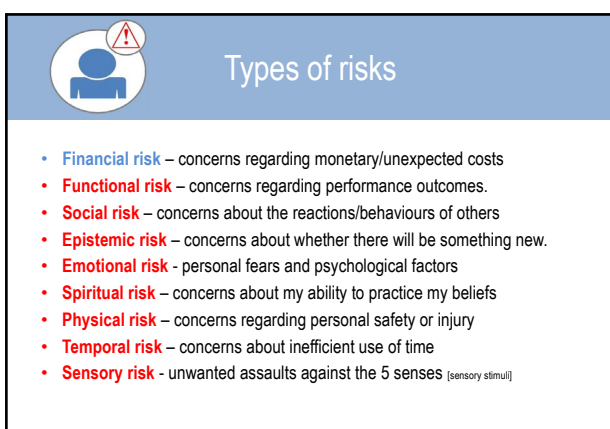 Types of risks
• Financial risk – concerns regarding monetary/unexpected costs
• Functional risk – concerns regarding performance outcomes.
• Social risk – concerns about the reactions/behaviours of others
• Epistemic risk – concerns about whether there will be something new.
• Emotional risk - personal fears and psychological factors
• Spiritual risk – concerns about my ability to practice my beliefs
• Physical risk – concerns regarding personal safety or injury
• Temporal risk – concerns about inefficient use of time
• Sensory risk - unwanted assaults against the 5 senses [sensory stimuli]